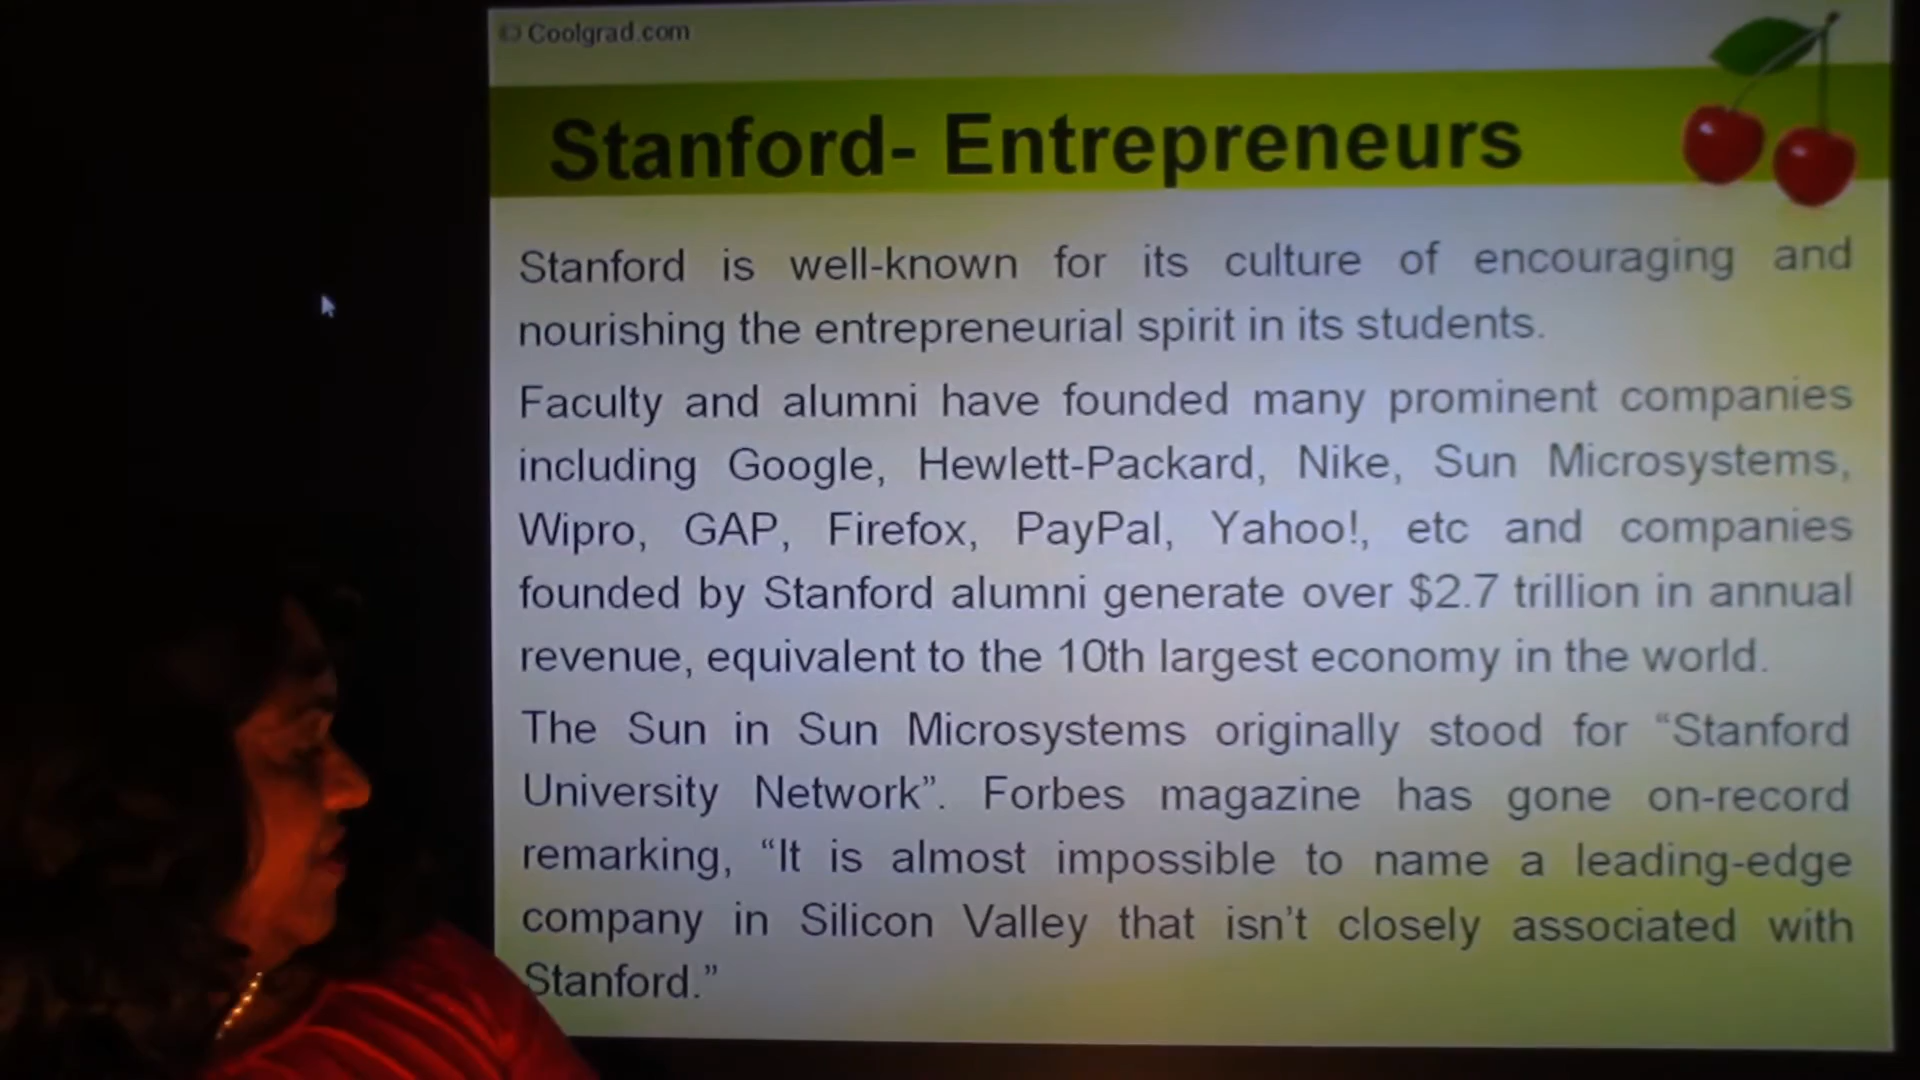 © Coolgrad.com
Stanford- Entrepreneurs
Stanford is well-known for its culture of encouraging and
nourishing the entrepreneurial spirit in its students.
Faculty and alumni have founded many prominent companies
including Google, Hewlett-Packard, Nike, Sun Microsystems,
Wipro, GAP, Firefox, PayPal, Yahoo!, etc and companies
founded by Stanford alumni generate over $2.7 trillion in annual
revenue, equivalent to the 10th largest economy in the world.
The Sun in Sun Microsystems originally stood for “Stanford
University Network”. Forbes magazine has gone on-record
remarking, “It is almost impossible to name a leading-edge
company in Silicon Valley that isn’t closely associated with
Stanford.”